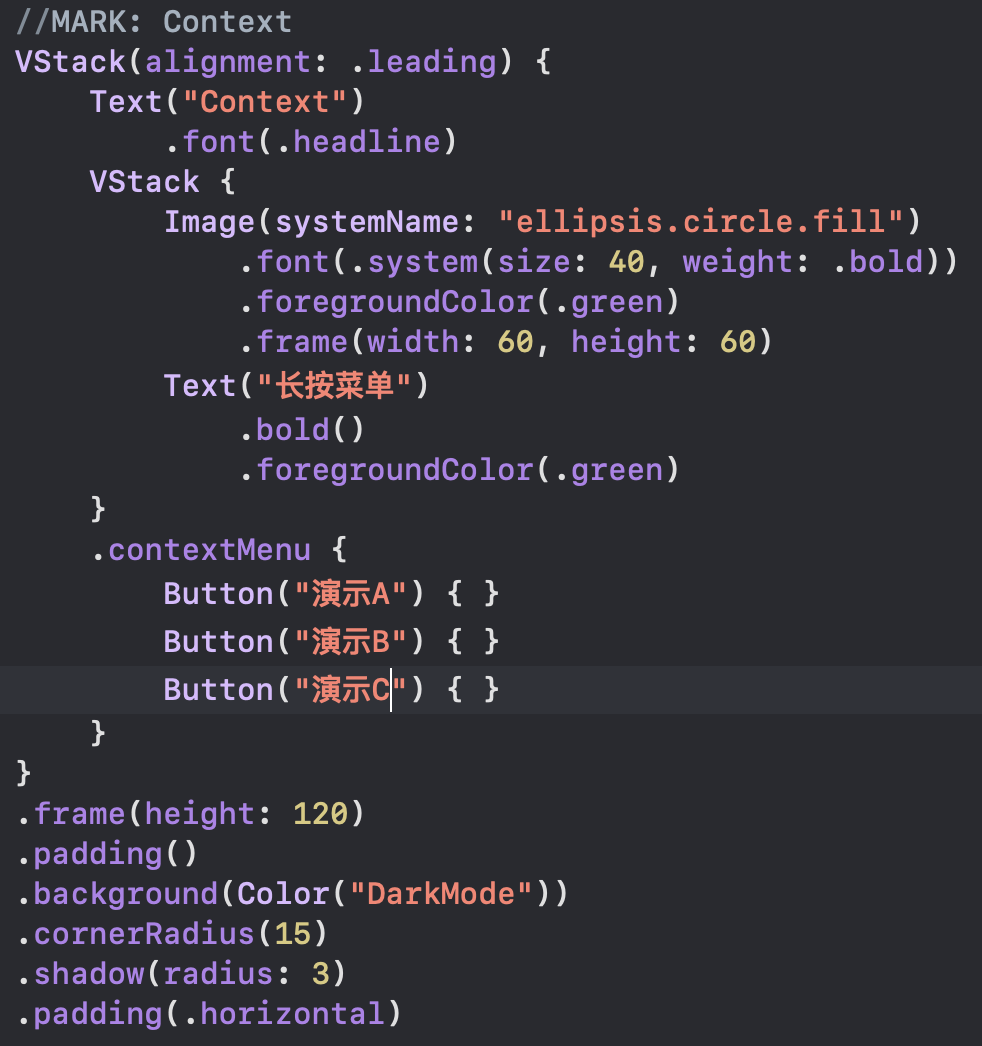 //MARK: Context
VStack(alignment: .leading) {
    Text("Context")
        .font(.headline)
    VStack {
        Image(systemName: "ellipsis.circle.fill")
            .font(.system(size: 40, weight: .bold))
            .foregroundColor(.green)
            .frame(width: 60, height: 60)
        Text("长按菜单")
            .bold()
            .foregroundColor(.green)
    }
    .contextMenu {
        Button("演示A") { }
        Button("演示B") { }
        Button("演示C") { }
    }
}
.frame(height: 120)
.padding()
.background(Color("DarkMode"))
.cornerRadius(15)
.shadow(radius: 3)
.padding(.horizontal)